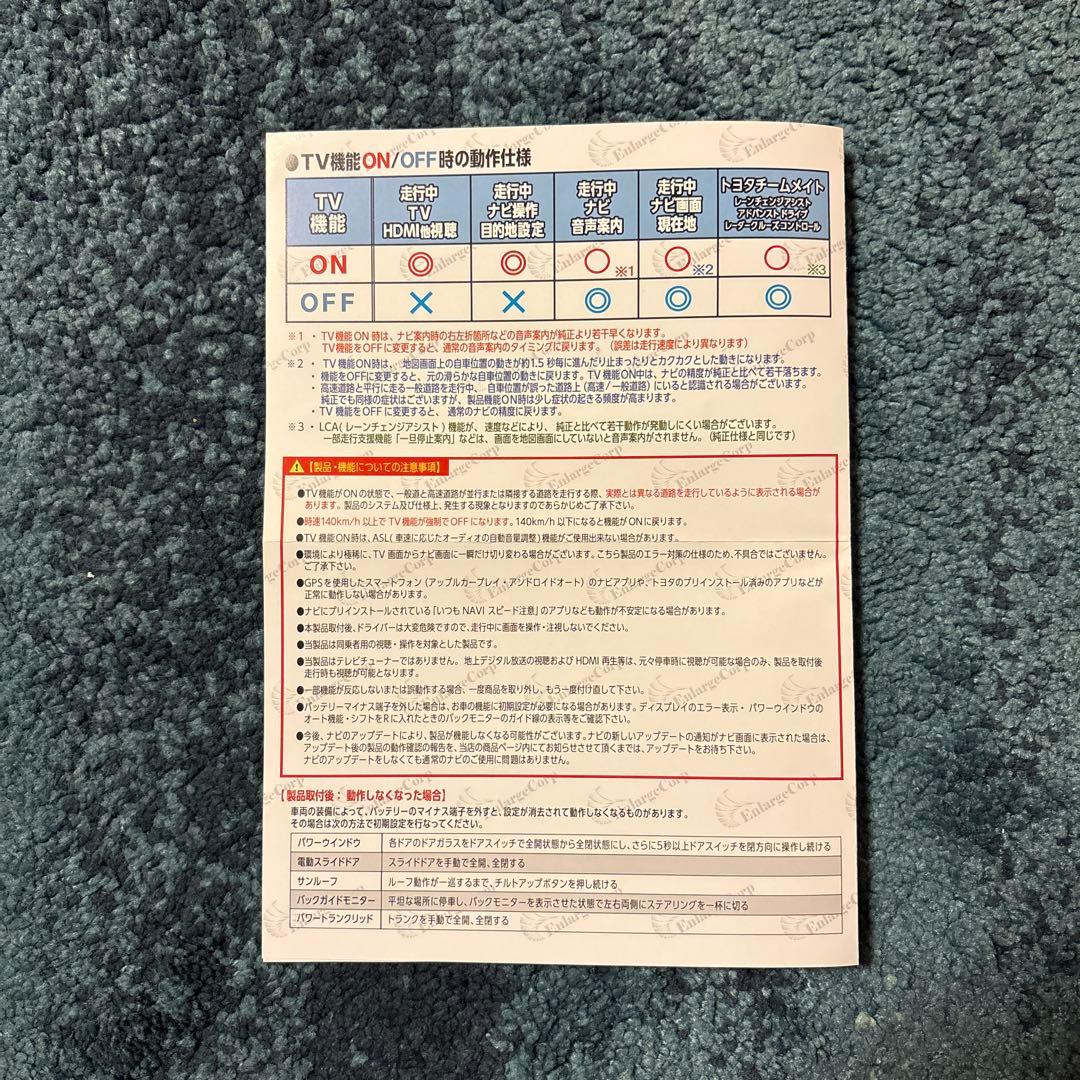 ●TV機能ON/OFF時の動作仕様
TV機能 走行中TV HDMI他視聴 走行中ナビ操作目的地設定 走行中ナビ音声案内 走行中ナビ画面現在地 トヨタチームメイト レーンチェンジアシスト アドバンストドライブ レーダークルーズコントロール
ON ◎ ◎ ○※1 ○※2 ○※3
OFF × × ◎ ◎ ◎
※1・TV機能ON時は、ナビ案内時の右左折箇所などの音声案内が純正より若干早くなります。
TV機能をOFFに変更すると、通常の音声案内のタイミングに戻ります。(誤差は走行速度により異なります)
※2・TV機能ON時は、地図画面上の自車位置の動きが約1.5秒毎に進んだり止まったりとカクカクとした動きになります。
・機能をOFFに変更すると、元の滑らかな自車位置の動きに戻ります。TV機能ON中は、ナビの精度が純正と比べて若干落ちます。
・高速道路と平行に走る一般道路を走行中、自車位置が誤った道路上(高速/一般道路)にいると認識される場合がございます。
純正でも同様の症状はございますが、製品機能ON時は少し症状の起きる頻度が高まります。
・TV機能をOFFに変更すると、通常のナビの精度に戻ります。
※3・LCA(レーンチェンジアシスト)機能が、速度などにより、純正と比べて若干動作が発動しにくい場合がございます。
一部走行支援機能「一旦停止案内」などは、画面を地図画面にしていないと音声案内がされません。(純正仕様と同じです)
【製品・機能についての注意事項】
●TV機能がONの状態で、一般道と高速道路が並行または隣接する道路を走行する際、実際とは異なる道路を走行しているように表示される場合が
あります。製品のシステム及び仕様上、発生する現象となりますのであらかじめご了承下さい。
●時速140km/h以上でTV機能が強制でOFFになります。140km/h以下になると機能がONに戻ります。
●TV機能ON時は、ASL(車速に応じたオーディオの自動音量調整)機能がご使用出来ない場合があります。
●環境により極稀に、TV画面からナビ画面に一瞬だけ切り変わる場合がございます。こちら製品のエラー対策の仕様のため、不具合ではございません。
ご了承下さい。
●GPSを使用したスマートフォン(アップルカープレイ・アンドロイドオート)のナビアプリや、トヨタのプリインストール済みのアプリなどが
正常に動作しない場合があります。
●ナビにプリインストールされている「いつもNAVI スピード注意」のアプリなども動作が不安定になる場合があります。
●本製品取付後、ドライバーは大変危険ですので、走行中に画面を操作・注視しないでください。
●当製品は同乗者用の視聴・操作を対象とした製品です。
●当製品はテレビチューナーではありません。地上デジタル放送の視聴およびHDMI再生等は、元々停車時に視聴が可能な場合のみ、製品を取付後
走行時も視聴が可能となります。
●一部機能が反応しないまたは誤動作する場合、一度商品を取り外し、もう一度付け直して下さい。
●バッテリーマイナス端子を外した場合は、お車の機能に初期設定が必要になる場合があります。ディスプレイのエラー表示・パワーウインドウの
オート機能・シフトをRに入れたときのバックモニターのガイド線の表示等をご確認下さい。
●今後、ナビのアップデートにより、製品が機能しなくなる可能性がございます。ナビの新しいアップデートの通知がナビ画面に表示された場合は、
アップデート後の製品の動作確認の報告を、当店の商品ページ内にてお知らせさせて頂くまでは、アップデートをお待ち下さい。
ナビのアップデートをしなくても通常のナビのご使用に問題はありません。
【製品取付後：動作しなくなった場合】
車両の装備によって、バッテリーのマイナス端子を外すと、設定が消去されて動作しなくなるものがあります。
その場合は次の方法で初期設定を行なってください。
パワーウインドウ 各ドアのドアガラスをドアスイッチで全開状態から全閉状態にし、さらに5秒以上ドアスイッチを閉方向に操作し続ける
電動スライドドア スライドドアを手動で全開、全閉する
サンルーフ ルーフ動作が一巡するまで、チルトアップボタンを押し続ける
バックガイドモニター 平坦な場所に停車し、バックモニターを表示させた状態で左右両側にステアリングを一杯に切る
パワートランクリッド トランクを手動で全開、全閉する
EnlargeCorp